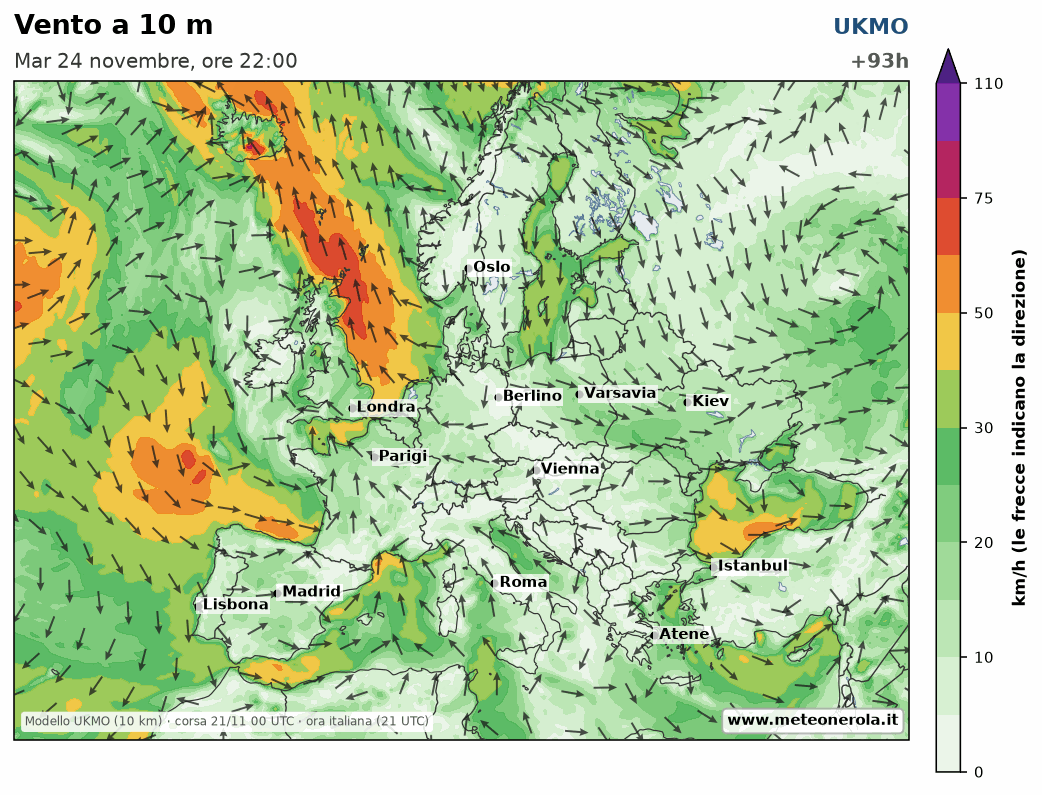 Vento a 10 m
UKMO
Mar 24 novembre, ore 22:00
+93h
110
75
50
30
20
10
0
km/h (le frecce indicano la direzione)
Oslo
Berlino
Varsavia
Kiev
Londra
Parigi
Vienna
Istanbul
Roma
Madrid
Lisbona
Atene
Modello UKMO (10 km) · corsa 21/11 00 UTC · ora italiana (21 UTC)
www.meteonerola.it